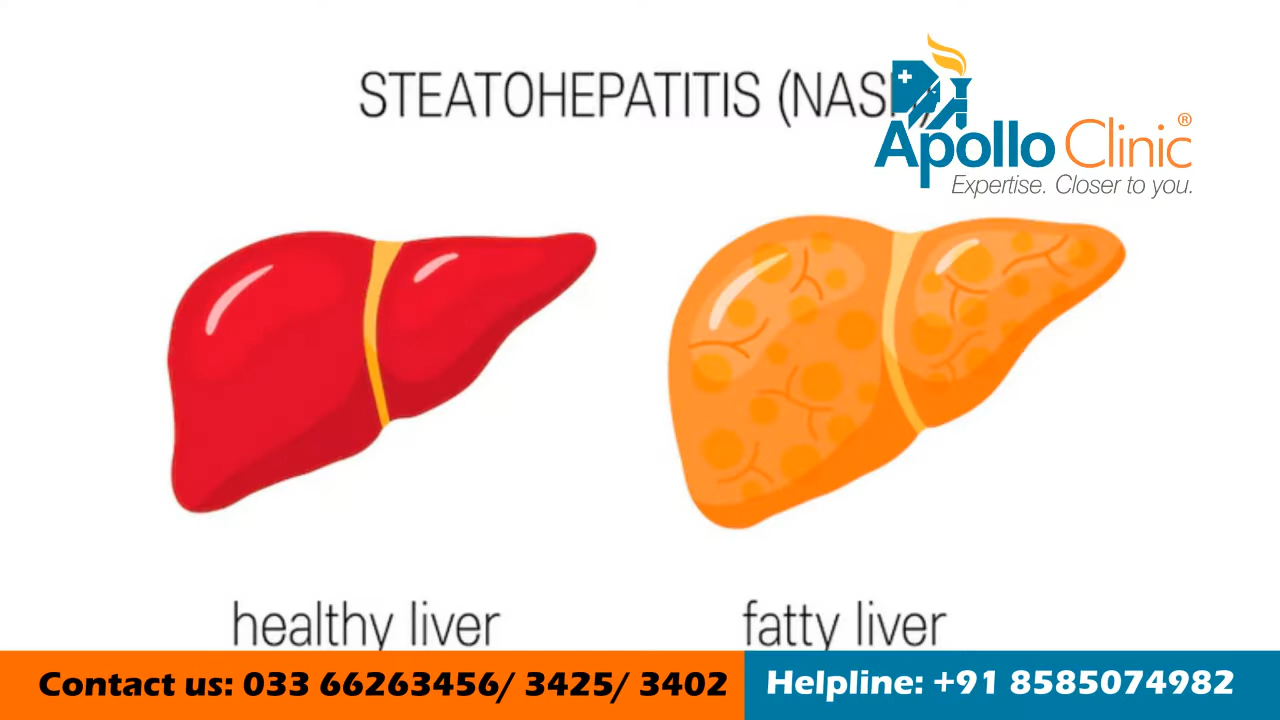 STEATOHEPATITIS (NAS
Apollo Clinic®
Expertise. Closer to you.
healthy liver
fatty liver
Contact us: 033 66263456/ 3425/ 3402
Helpline: +91 8585074982